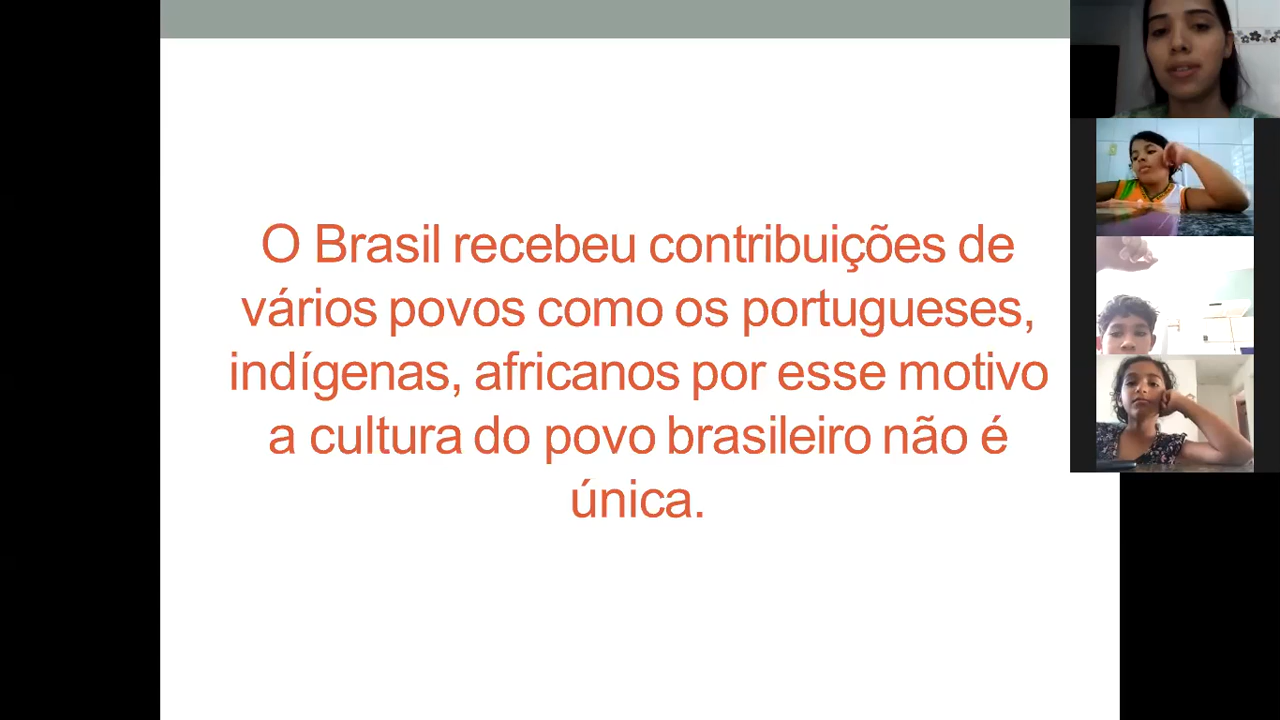 O Brasil recebeu contribuições de
vários povos como os portugueses,
indígenas, africanos por esse motivo
a cultura do povo brasileiro não é
única.